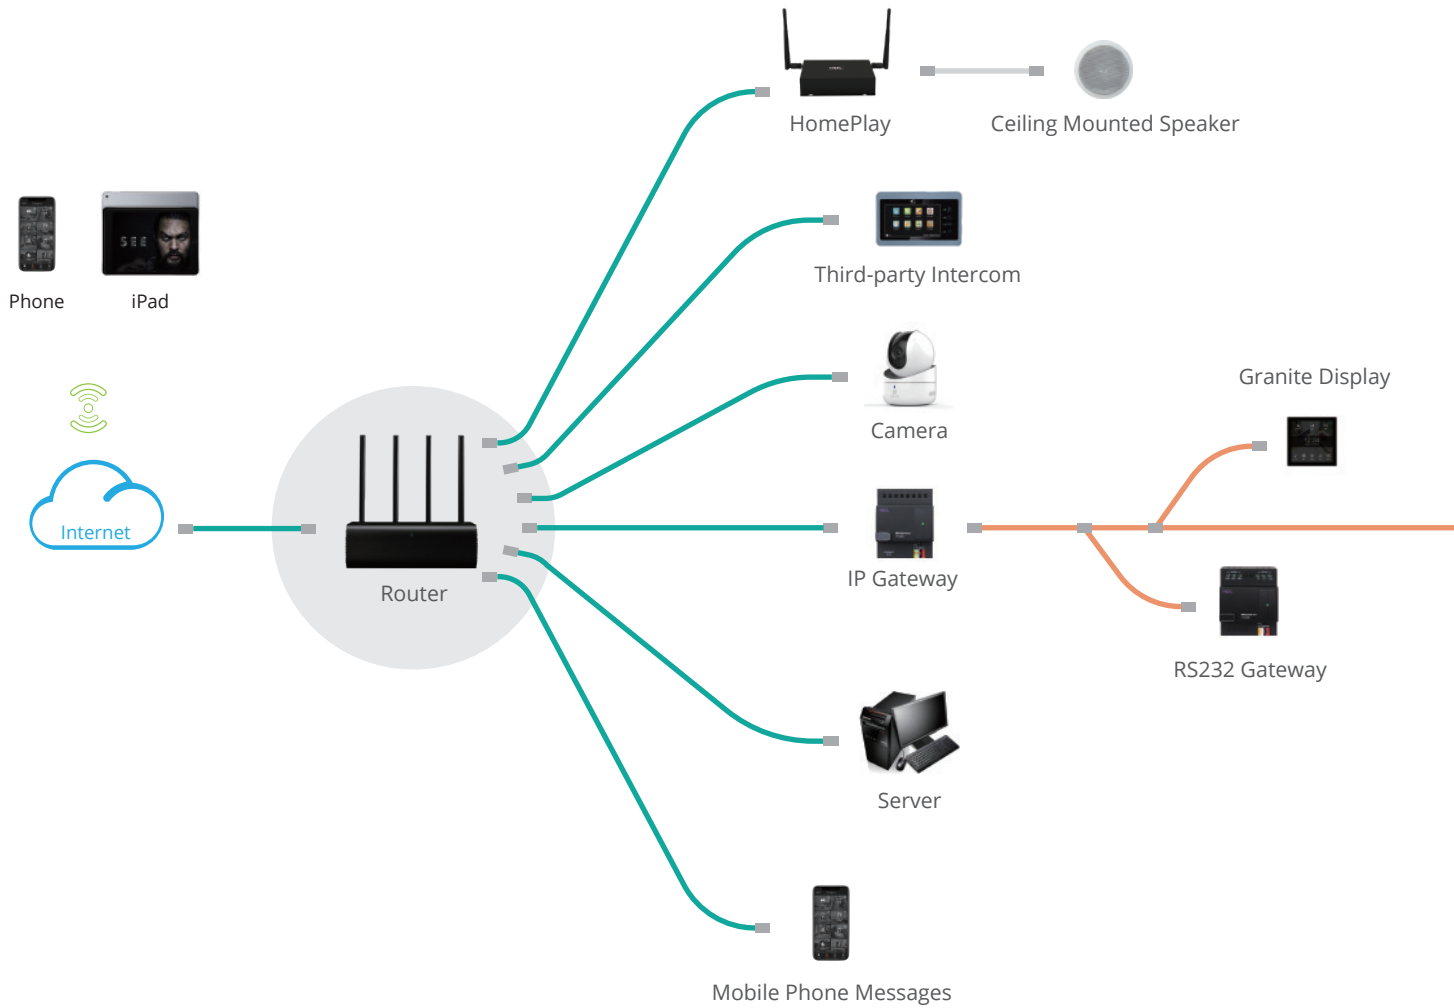 HomePlay
Ceiling Mounted Speaker
SEE
Phone
iPad
Third-party Intercom
Camera
Granite Display
Internet
Router
IP Gateway
RS232 Gateway
Server
Mobile Phone Messages